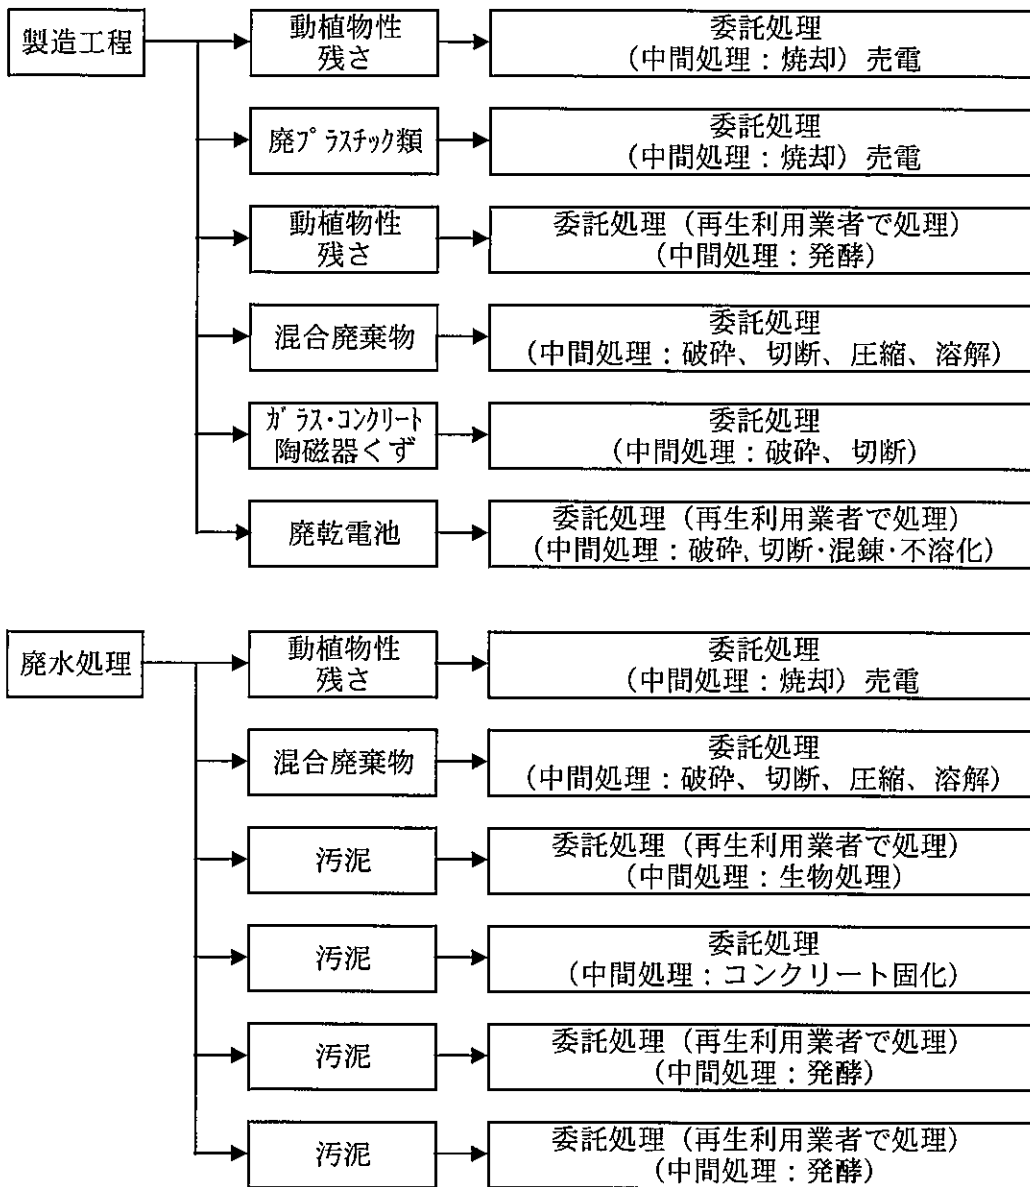 製造工程
動植物性
残さ
委託処理
(中間処理:焼却) 売電
廃プラスチック類
委託処理
(中間処理:焼却) 売電
動植物性
残さ
委託処理 (再生利用業者で処理)
(中間処理:発酵)
混合廃棄物
委託処理
(中間処理:破砕、切断、圧縮、溶解)
ガラス・コンクリート
陶磁器くず
委託処理
(中間処理:破砕、切断)
廃乾電池
委託処理 (再生利用業者で処理)
(中間処理:破砕、切断・混錬・不溶化)
廃水処理
動植物性
残さ
委託処理
(中間処理:焼却) 売電
混合廃棄物
委託処理
(中間処理:破砕、切断、圧縮、溶解)
汚泥
委託処理 (再生利用業者で処理)
(中間処理:生物処理)
汚泥
委託処理
(中間処理:コンクリート固化)
汚泥
委託処理 (再生利用業者で処理)
(中間処理:発酵)
汚泥
委託処理 (再生利用業者で処理)
(中間処理:発酵)